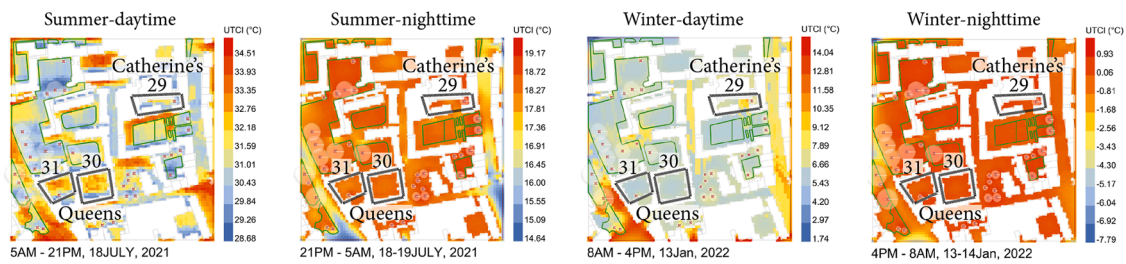 Summer-daytime
UTCI (°C)
34.51
33.93
33.35
32.76
32.18
31.59
31.01
30.43
29.84
29.26
28.68
Catherine's
29
31
30
Queens
5AM - 21PM, 18JULY, 2021
Summer-nighttime
UTCI (°C)
19.17
18.72
18.27
17.81
17.36
16.91
16.45
16.00
15.55
15.09
14.64
Catherine's
29
31
30
Queens
21PM - 5AM, 18-19JULY, 2021
Winter-daytime
UTCI (°C)
14.04
12.81
11.58
10.35
9.12
7.89
6.66
5.43
4.20
2.97
1.74
Catherine's
29
31
30
Queens
8AM - 4PM, 13Jan, 2022
Winter-nighttime
UTCI (°C)
0.93
0.06
-0.81
-1.68
-2.56
-3.43
-4.30
-5.17
-6.04
-6.92
-7.79
Catherine's
29
31
30
Queens
4PM - 8AM, 13-14Jan, 2022